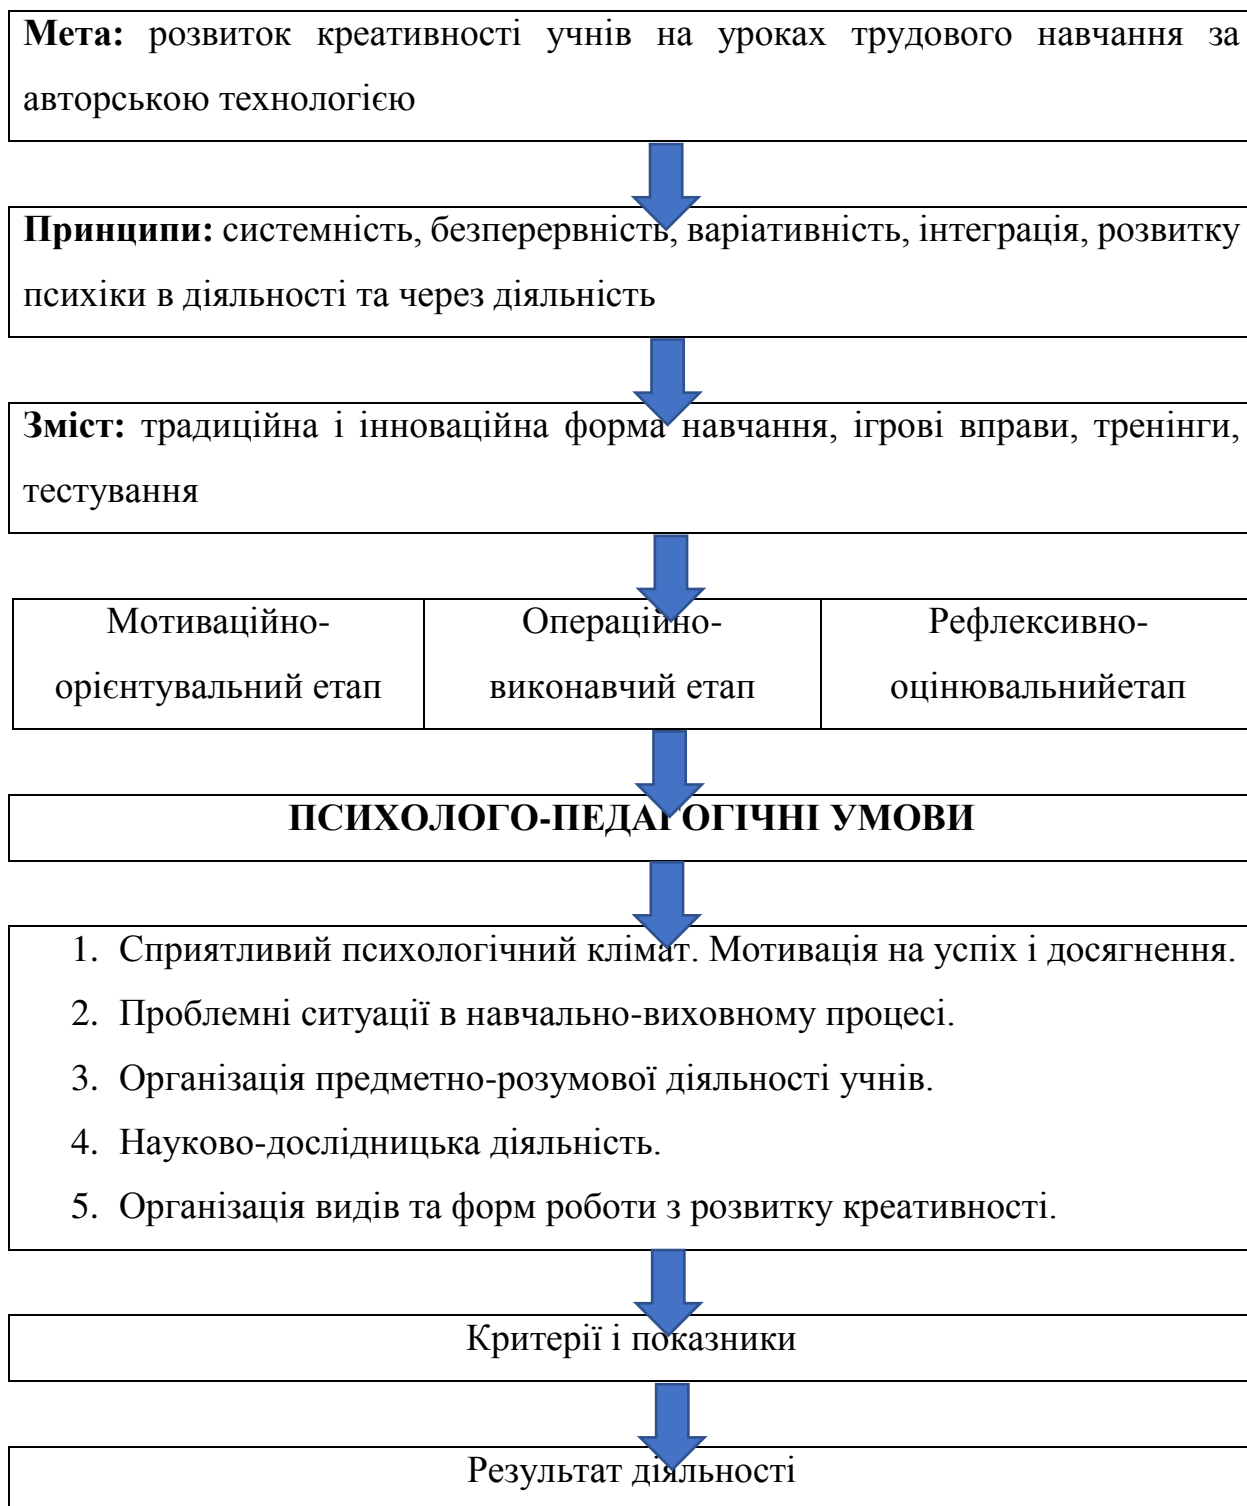 Мета: розвиток креативності учнів на уроках трудового навчання за
авторською технологією
Принципи: системність, безперервність, варіативність, інтеграція, розвитку
психіки в діяльності та через діяльність
Зміст: традиційна і інноваційна форма навчання, ігрові вправи, тренінги,
тестування
Мотиваційно-
орієнтувальний етап
Операційно-
виконавчий етап
Рефлексивно-
оцінювальнийетап
ПСИХОЛОГО-ПЕДАГОГІЧНІ УМОВИ
1. Сприятливий психологічний клімат. Мотивація на успіх і досягнення.
2. Проблемні ситуації в навчально-виховному процесі.
3. Організація предметно-розумової діяльності учнів.
4. Науково-дослідницька діяльність.
5. Організація видів та форм роботи з розвитку креативності.
Критерії і показники
Результат діяльності